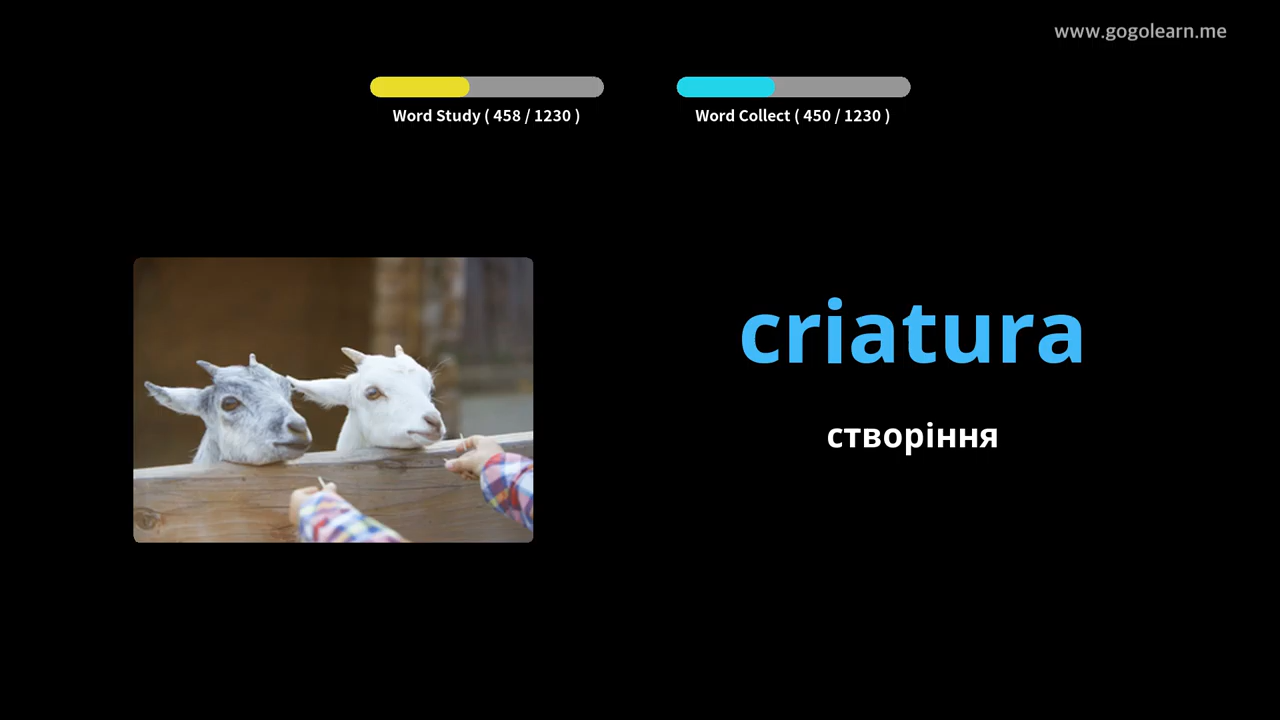 www.gogolearn.me
Word Study ( 458 / 1230 )
Word Collect ( 450 / 1230 )
criatura
створіння